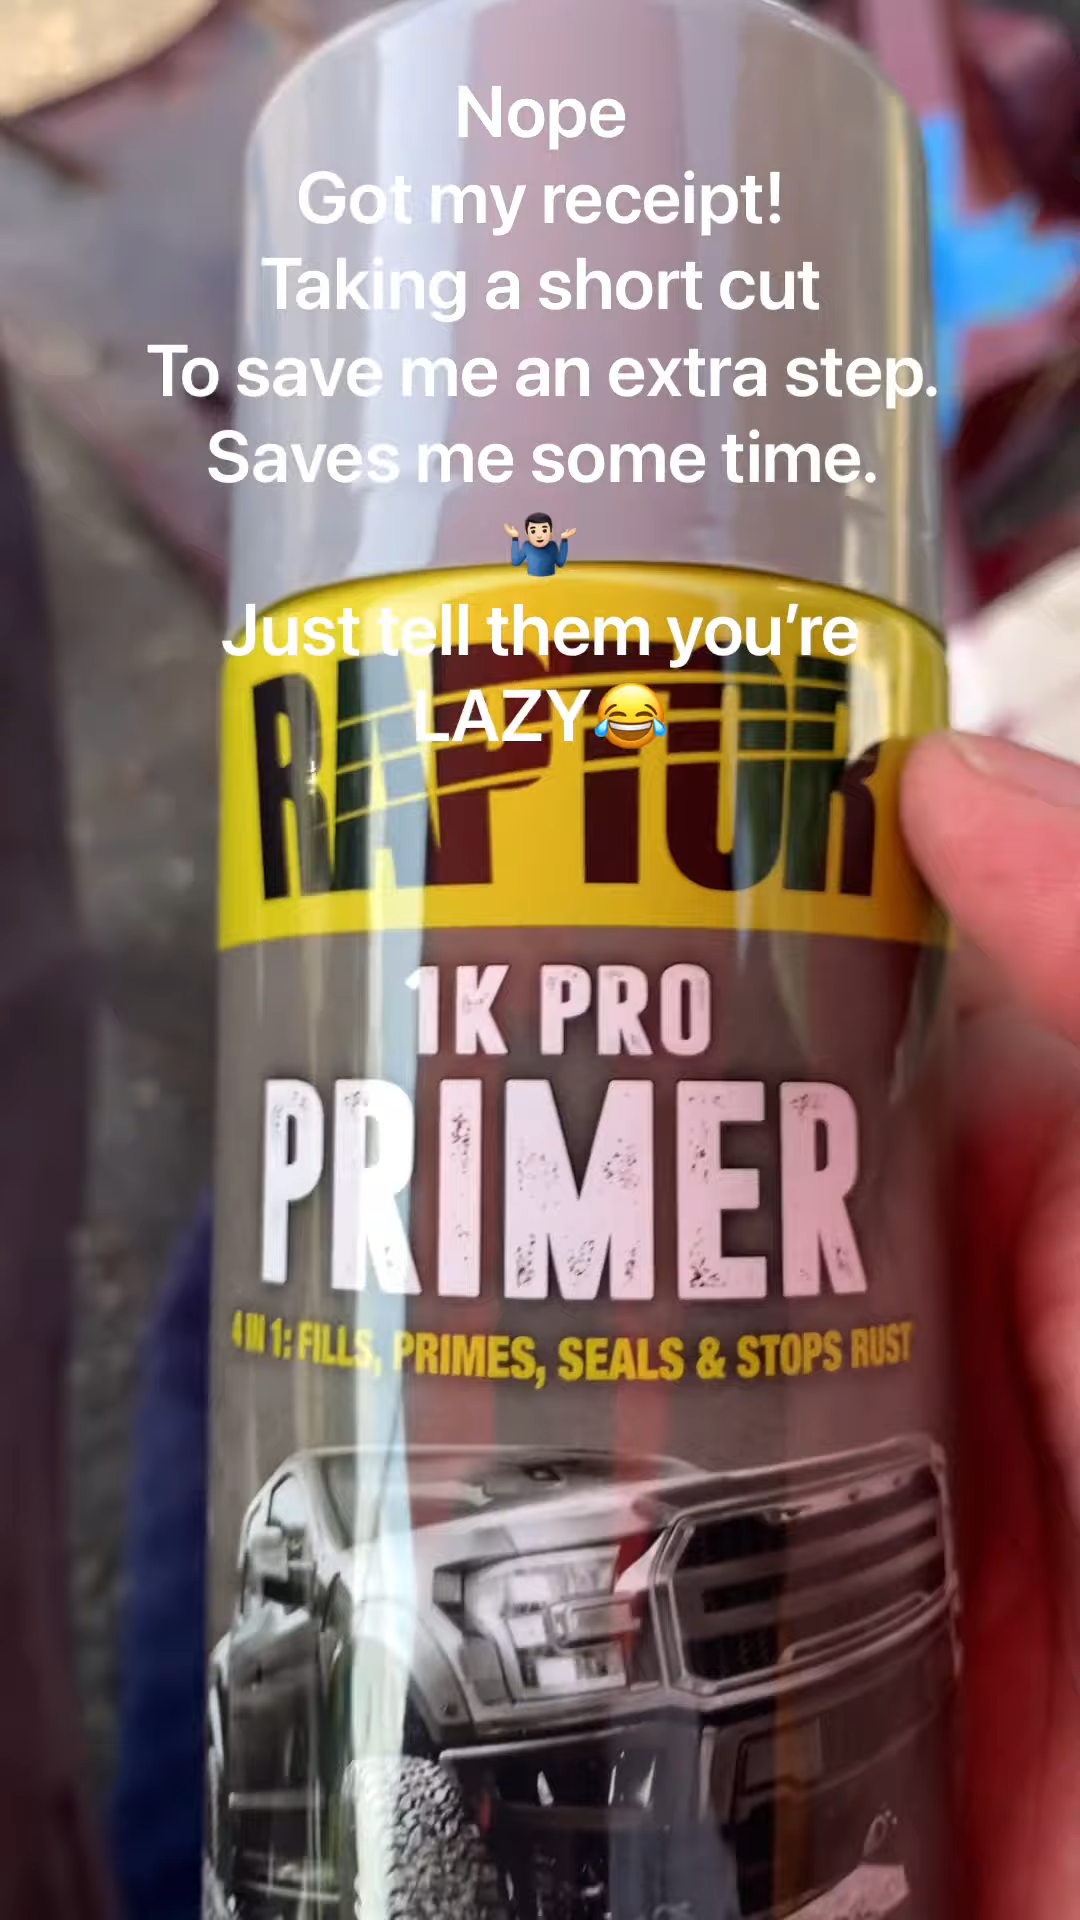 Nope
Got my receipt!
Taking a short cut
To save me an extra step.
Saves me some time.
🤷🏻‍♂️
Just tell them you’re
LAZY😂
RAPTOR
1K PRO
PRIMER
4 IN 1: FILLS, PRIMES, SEALS & STOPS RUST